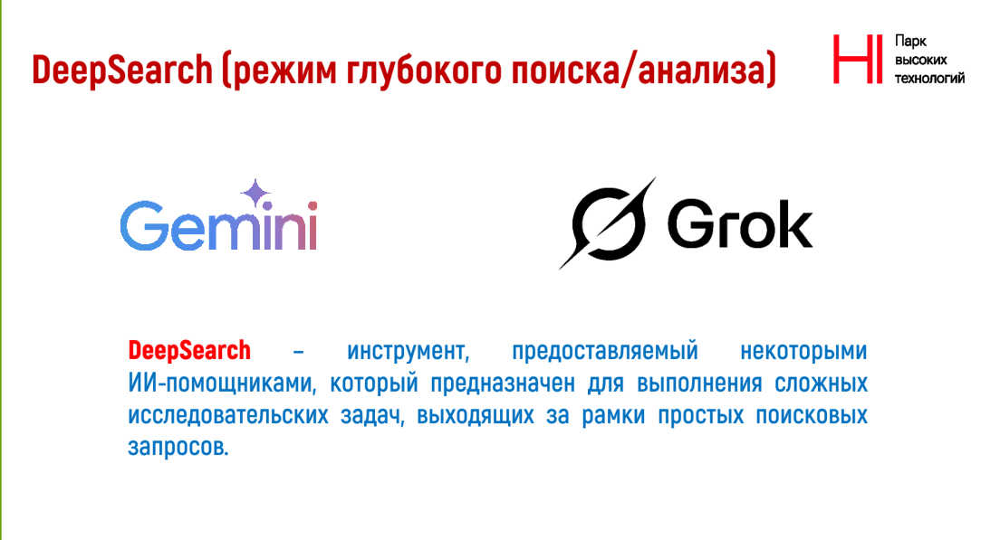 DeepSearch (режим глубокого поиска/анализа)
HI
Парк
высоких
технологий
Gemini
Grok
DeepSearch – инструмент, предоставляемый некоторыми
ИИ-помощниками, который предназначен для выполнения сложных
исследовательских задач, выходящих за рамки простых поисковых
запросов.